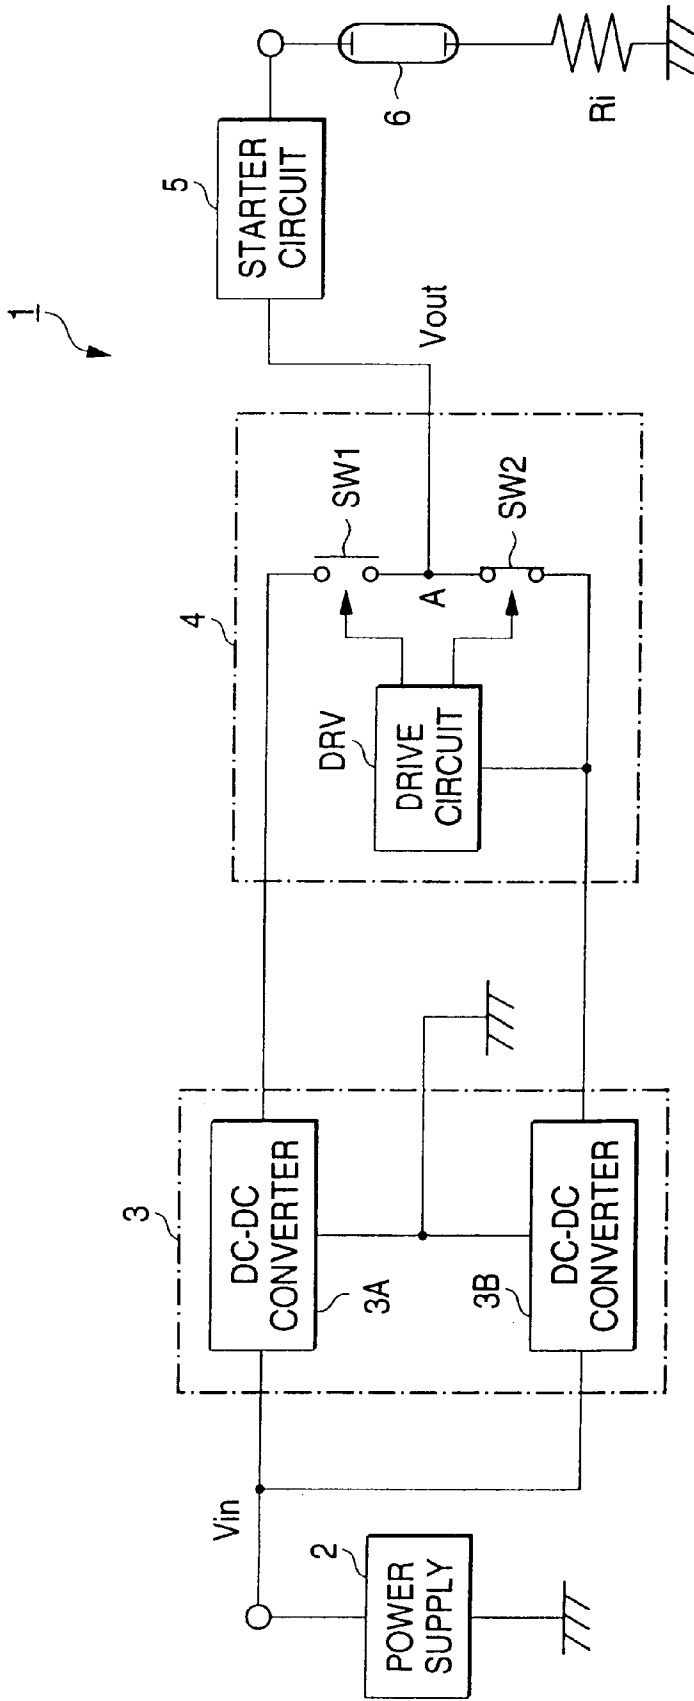 1
Vin
2
POWER
SUPPLY
3
DC-DC
CONVERTER
3A
3B
DC-DC
CONVERTER
4
DRV
DRIVE
CIRCUIT
SW1
A
SW2
Vout
5
STARTER
CIRCUIT
6
Ri